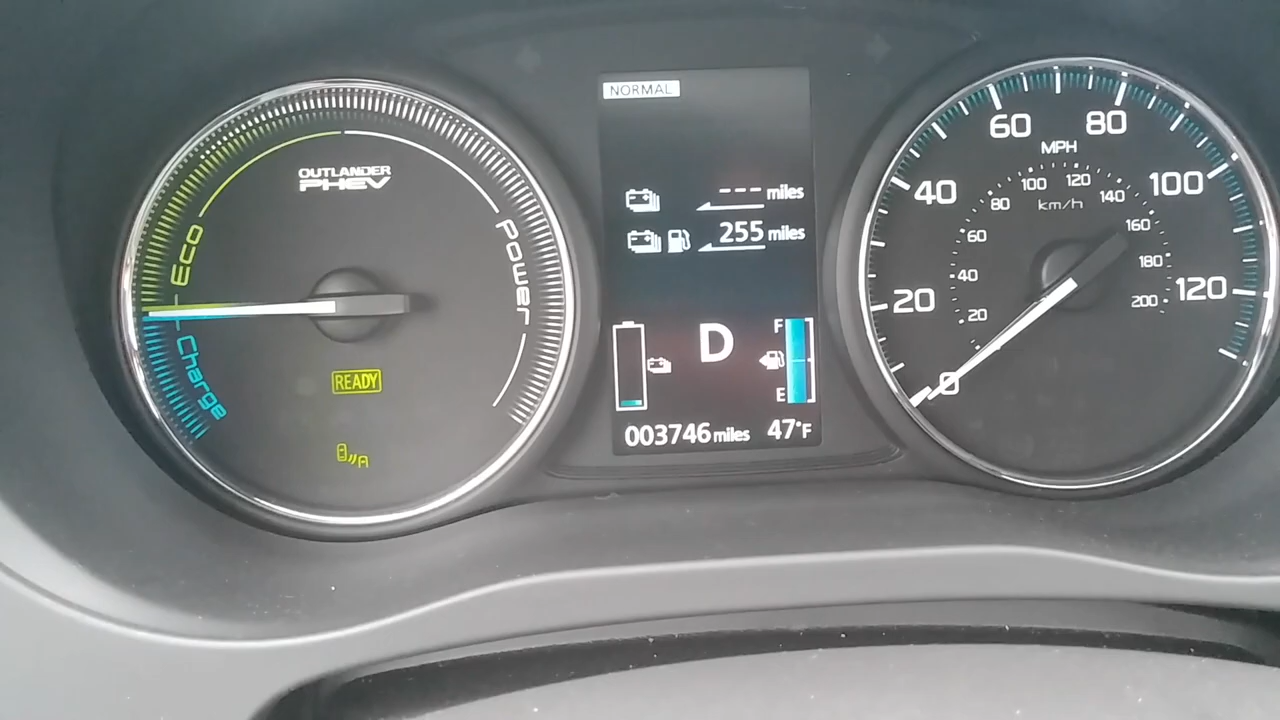 OUTLANDER
PHEV
Eco
Power
Charge
READY
A
NORMAL
--- miles
255 miles
D
F
E
003746 miles
47°F
0
20
40
60
80
100
120
MPH
km/h
20
40
60
80
100
120
140
160
180
200